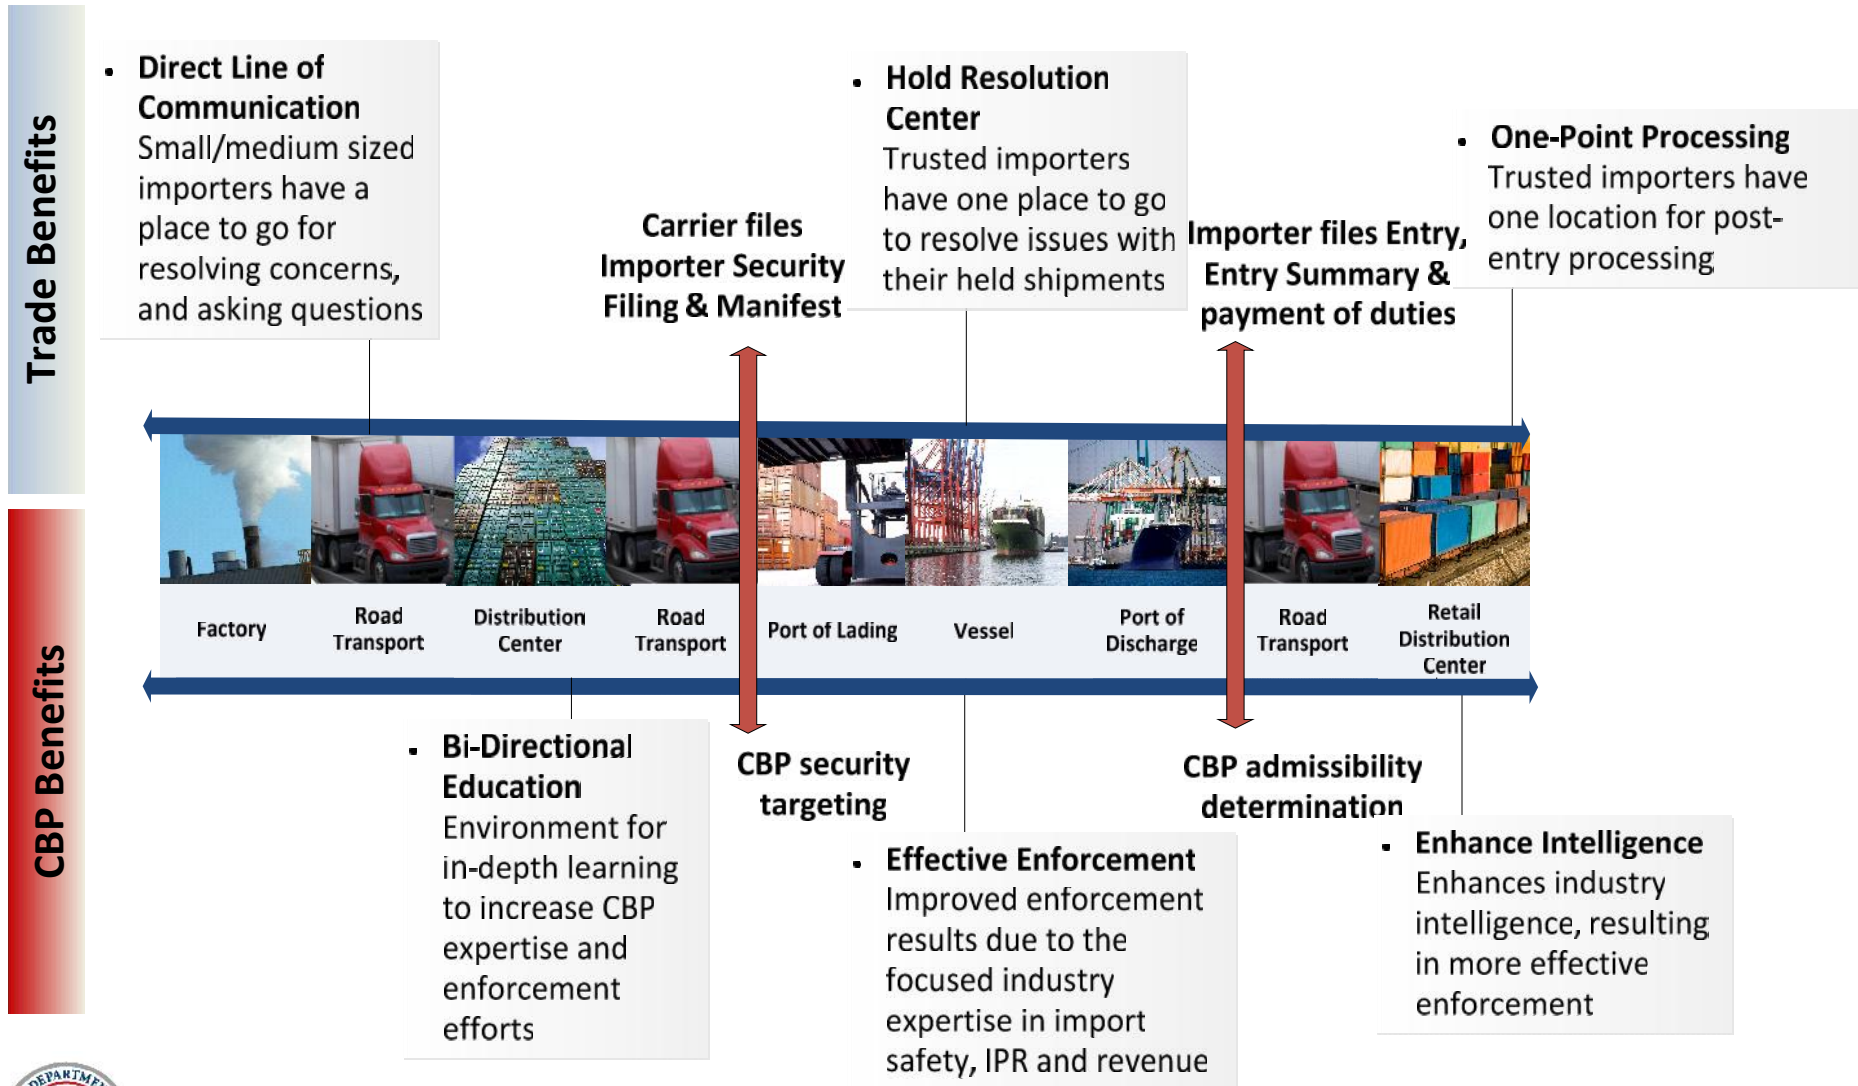 Trade Benefits
Direct Line of
Communication
Small/medium sized
importers have a
place to go for
resolving concerns,
and asking questions
Carrier files
Importer Security
Filing & Manifest
Hold Resolution
Center
Trusted importers
have one place to go
to resolve issues with
their held shipments
Importer files Entry,
Entry Summary &
payment of duties
One-Point Processing
Trusted importers have
one location for post-
entry processing
Factory
Road
Transport
Distribution
Center
Road
Transport
Port of Lading
Vessel
Port of
Discharge
Road
Transport
Retail
Distribution
Center
CBP Benefits
Bi-Directional
Education
Environment for
in-depth learning
to increase CBP
expertise and
enforcement
efforts
CBP security
targeting
Effective Enforcement
Improved enforcement
results due to the
focused industry
expertise in import
safety, IPR and revenue
CBP admissibility
determination
Enhance Intelligence
Enhances industry
intelligence, resulting
in more effective
enforcement